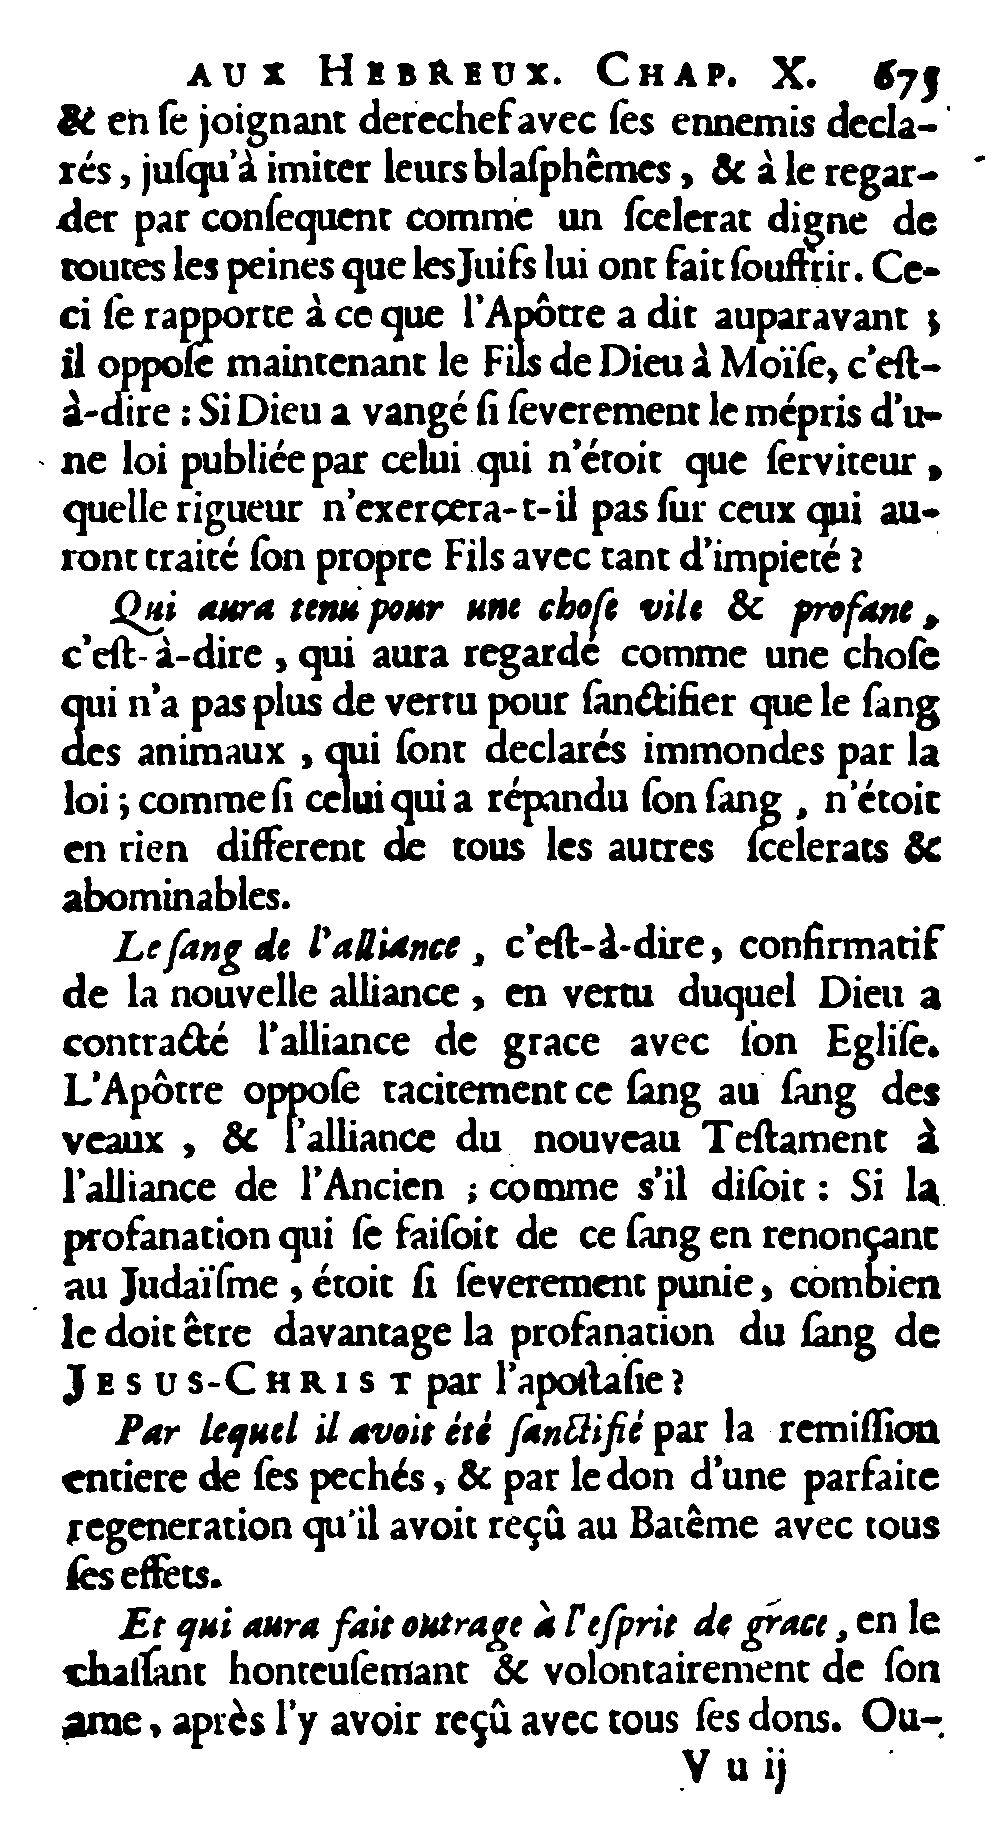 AUX HEBREUX. CHAP. X. 675
& en ſe joignant derechef avec ſes ennemis decla-
rés, juſqu'à imiter leurs blaſphêmes, & à le regar-
der par conſequent comme un ſcelerat digne de
toutes les peines que les Juifs lui ont fait ſouffrir. Ce-
ci ſe rapporte à ce que l'Apôtre a dit auparavant ;
il oppoſe maintenant le Fils de Dieu à Moïſe, c'eſt-
à-dire : Si Dieu a vangé ſi ſeverement le mépris d'u-
ne loi publiée par celui qui n'étoit que ſerviteur,
quelle rigueur n'exerçera-t-il pas ſur ceux qui au-
ront traité ſon propre Fils avec tant d'impieté ?
Qui aura tenu pour une choſe vile & profane,
c'eſt-à-dire, qui aura regardé comme une choſe
qui n'a pas plus de vertu pour ſanctifier que le ſang
des animaux, qui ſont declarés immondes par la
loi ; comme ſi celui qui a répandu ſon ſang, n'étoit
en rien different de tous les autres ſcelerats &
abominables.
Le ſang de l'alliance, c'eſt-à-dire, confirmatif
de la nouvelle alliance, en vertu duquel Dieu a
contracté l'alliance de grace avec ſon Egliſe.
L'Apôtre oppoſe tacitement ce ſang au ſang des
veaux, & l'alliance du nouveau Teſtament à
l'alliance de l'Ancien ; comme s'il diſoit : Si la
profanation qui ſe faiſoit de ce ſang en renonçant
au Judaïſme, étoit ſi ſeverement punie, combien
le doit être davantage la profanation du ſang de
JESUS-CHRIST par l'apoſtaſie ?
Par lequel il avoit été ſanctifié par la remiſſion
entiere de ſes pechés, & par le don d'une parfaite
regeneration qu'il avoit reçû au Batême avec tous
ſes effets.
Et qui aura fait outrage à l'eſprit de grace, en le
chaſſant honteuſemant & volontairement de ſon
ame, après l'y avoir reçû avec tous ſes dons. Ou-
V u ij